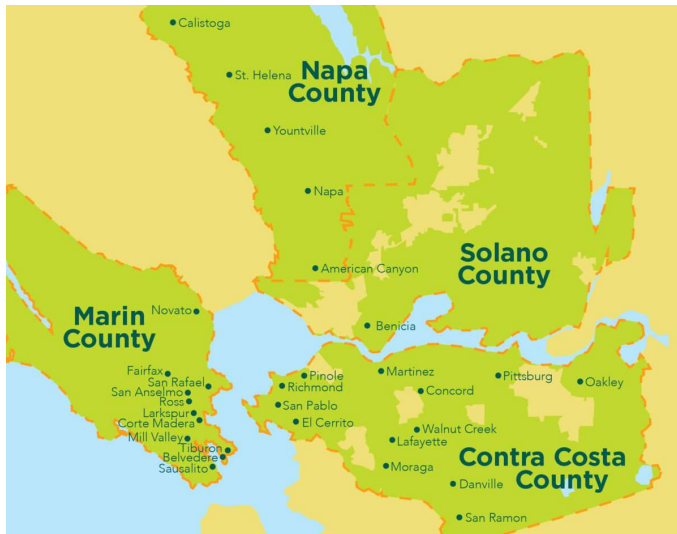 Calistoga
St. Helena
Napa
County
Yountville
Napa
American Canyon
Solano
County
Benicia
Marin
County
Novato
Fairfax
San Rafael
San Anselmo
Ross
Larkspur
Corte Madera
Mill Valley
Tiburon
Belvedere
Sausalito
Pinole
Richmond
San Pablo
El Cerrito
Martinez
Concord
Pittsburg
Oakley
Walnut Creek
Lafayette
Moraga
Contra Costa
County
Danville
San Ramon